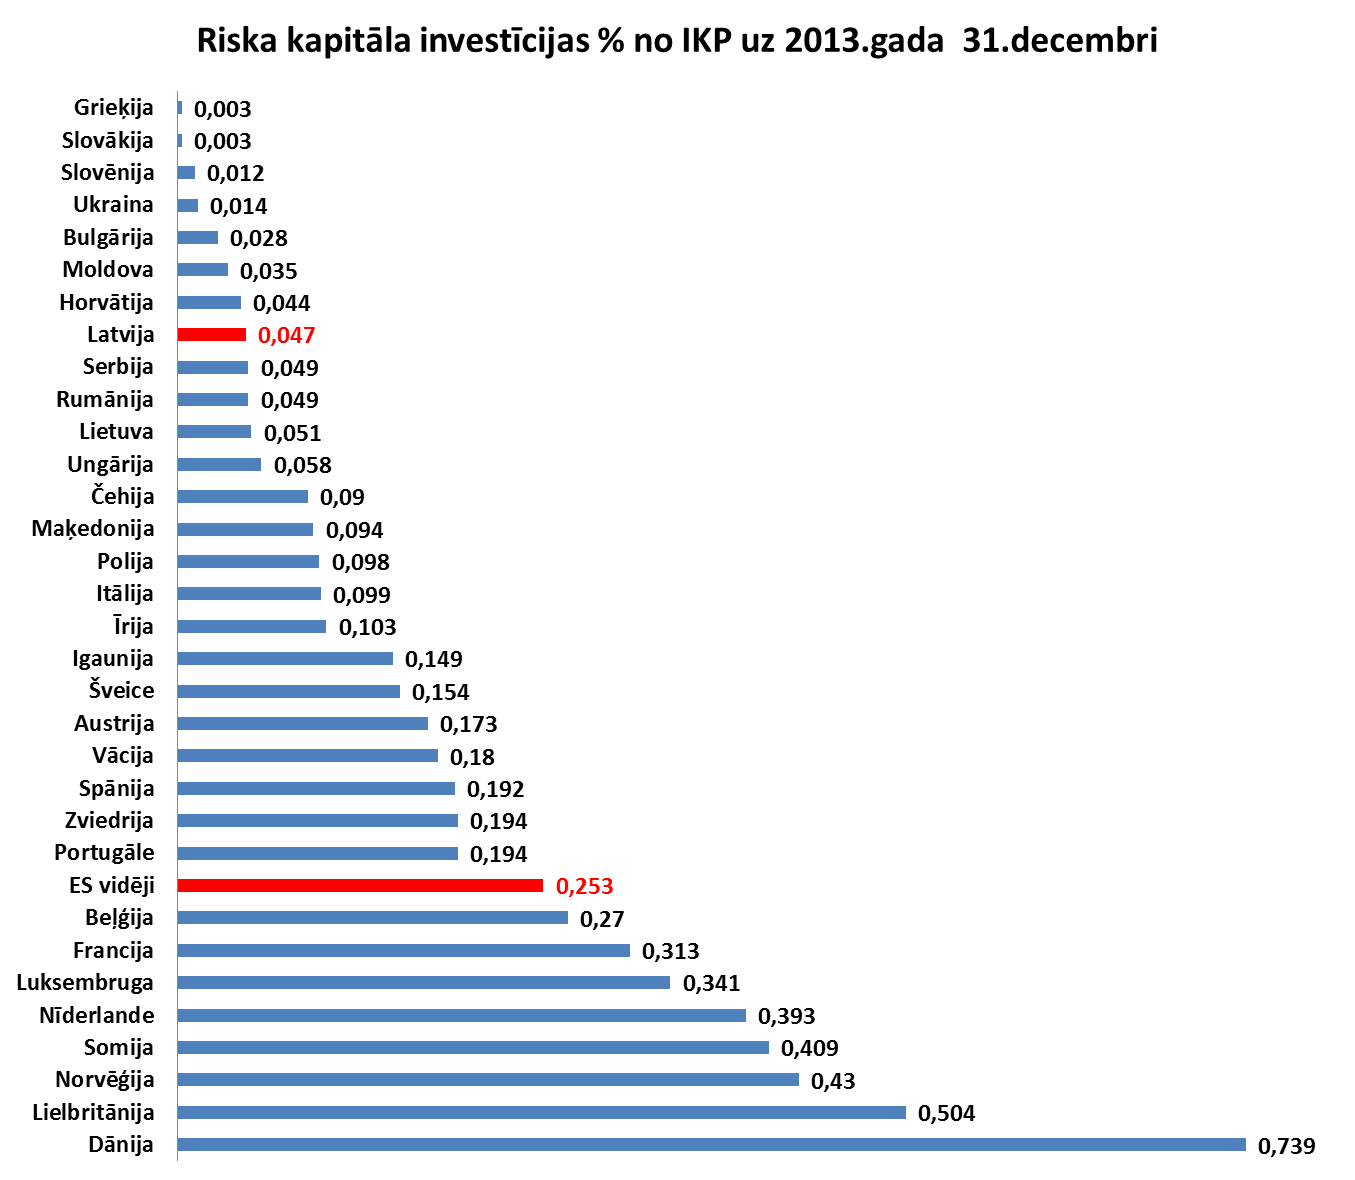 Riska kapitāla investīcijas % no IKP uz 2013.gada  31.decembri
Grieķija 0,003
Slovākija 0,003
Slovēnija 0,012
Ukraina 0,014
Bulgārija 0,028
Moldova 0,035
Horvātija 0,044
Latvija 0,047
Serbija 0,049
Rumānija 0,049
Lietuva 0,051
Ungārija 0,058
Čehija 0,09
Maķedonija 0,094
Polija 0,098
Itālija 0,099
Īrija 0,103
Igaunija 0,149
Šveice 0,154
Austrija 0,173
Vācija 0,18
Spānija 0,192
Zviedrija 0,194
Portugāle 0,194
ES vidēji 0,253
Beļģija 0,27
Francija 0,313
Luksembruga 0,341
Nīderlande 0,393
Somija 0,409
Norvēģija 0,43
Lielbritānija 0,504
Dānija 0,739